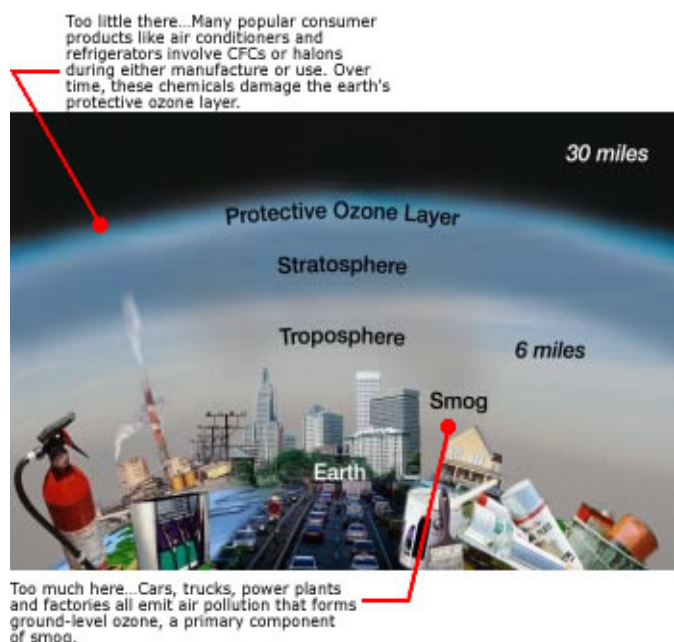 Too little there...Many popular consumer
products like air conditioners and
refrigerators involve CFCs or halons
during either manufacture or use. Over
time, these chemicals damage the earth's
protective ozone layer.
30 miles
Protective Ozone Layer
Stratosphere
Troposphere
6 miles
Smog
Earth
Too much here...Cars, trucks, power plants
and factories all emit air pollution that forms
ground-level ozone, a primary component
of smog.